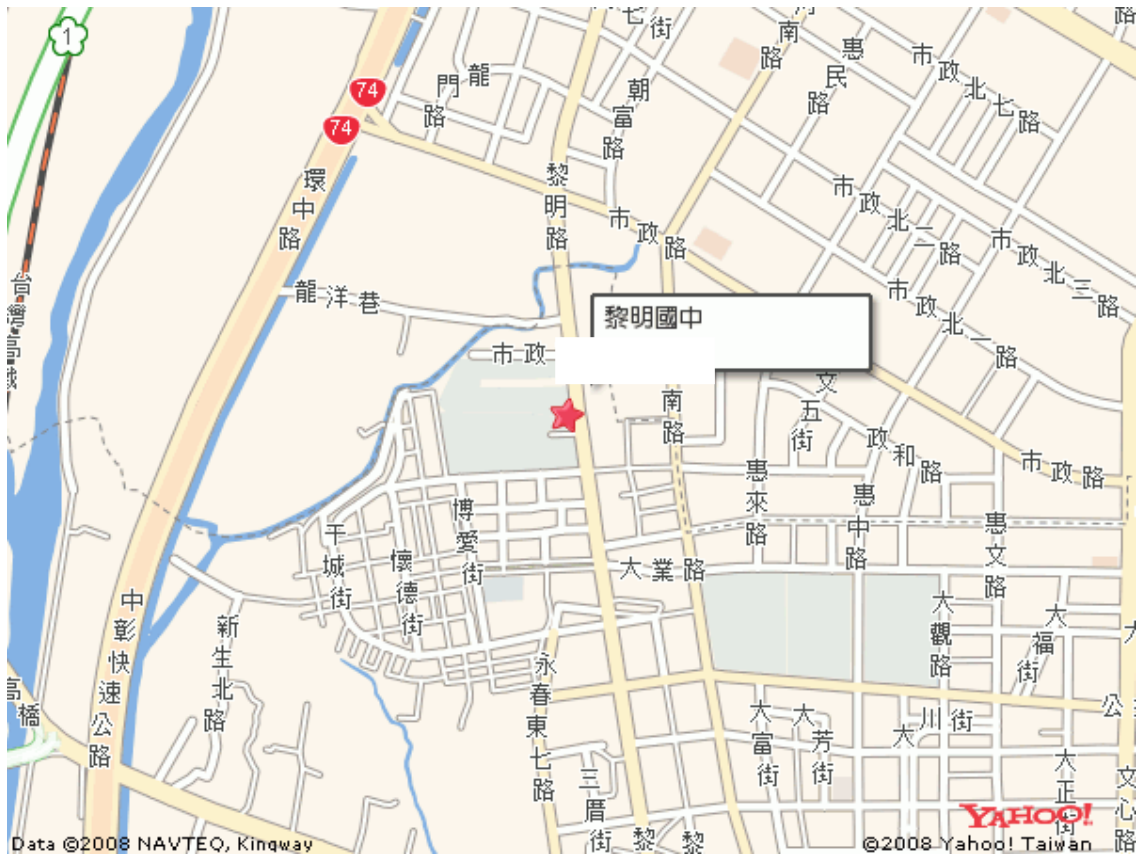 1
七街
南路
惠民路
市政北七路
路
龍門路
朝富路
74
74
環中路
黎明路
市政路
市政北二路
市政北三路
台灣高鐵
龍洋巷
市政北一路
黎明國中
市政
南路
文五街
政和路
市政路
惠來路
惠中路
惠文路
博愛街
干城街
懷德街
大業路
中彰快速公路
新生北路
大觀路
大福街
大
永春東七路
高橋
大富街
大芳街
大川街
公
大正街
文心路
三厝街
黎
黎
YAHOO!
Data ©2008 NAVTEQ, Kingway
©2008 Yahoo! Taiwan